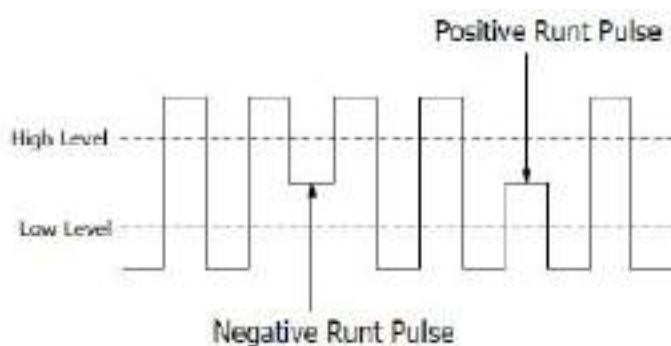 Positive Runt Pulse
High Level
Low Level
Negative Runt Pulse